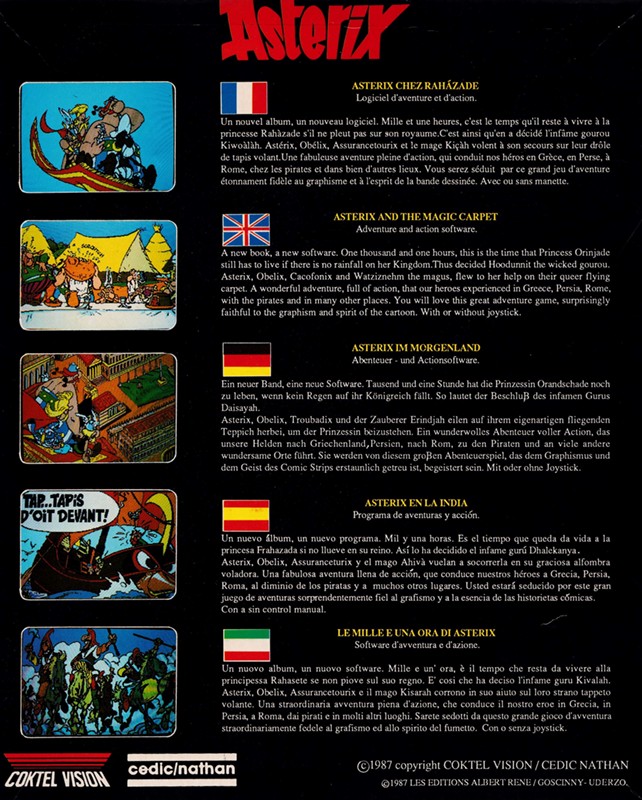 Asterix
ASTERIX CHEZ RAHÁZADE
Logiciel d'aventure et d'action.
Un nouvel album, un nouveau logiciel. Mille et une heures, c'est le temps qu'il reste à vivre à la
princesse Rahàzade s'il ne pleut pas sur son royaume.C'est ainsi qu'en a décidé l'infâme gourou
Kiwoàlàh. Astérix, Obélix, Assurancetourix et le mage Kiçàh volent à son secours sur leur drôle
de tapis volant.Une fabuleuse aventure pleine d'action, qui conduit nos héros en Grèce, en Perse, à
Rome, chez les pirates et dans bien d'autres lieux. Vous serez séduit par ce grand jeu d'aventure
étonnament fidèle au graphisme et à l'esprit de la bande dessinée. Avec ou sans manette.
ASTERIX AND THE MAGIC CARPET
Adventure and action software.
A new book, a new software. One thousand and one hours, this is the time that Princess Orinjade
still has to live if there is no rainfall on her Kingdom.Thus decided Hoodunnit the wicked gourou.
Asterix, Obelix, Cacofonix and Watziznehm the magus, flew to her help on their queer flying
carpet. A wonderful adventure, full of action, that our heroes experienced in Greece, Persia, Rome,
with the pirates and in many other places. You will love this great adventure game, surprisingly
faithful to the graphism and spirit of the cartoon. With or without joystick.
ASTERIX IM MORGENLAND
Abenteuer - und Actionsoftware.
Ein neuer Band, eine neue Software. Tausend und eine Stunde hat die Prinzessin Orandschade noch
zu leben, wenn kein Regen auf ihr Königreich fällt. So lautet der Beschluß des infamen Gurus
Daisayah.
Asterix, Obelix, Troubadix und der Zauberer Erindjah eilen auf ihrem eigenartigen fliegenden
Teppich herbei, um der Prinzessin beizustehen. Ein wunderwolles Abenteuer voller Action, das
unsere Helden nach Griechenland,Persien, nach Rom, zu den Piraten und an viele andere
wundersame Orte führt. Sie werden von diesem großen Abenteuerspiel, das dem Graphismus und
dem Geist des Comic Strips erstaunlich getreu ist, begeistert sein. Mit oder ohne Joystick.
TAP...TAPIS
D'OIT DEVANT!
ASTERIX EN LA INDIA
Programa de aventuras y acción.
Un nuevo álbum, un nuevo programa. Mil y una horas. Es el tiempo que queda da vida a la
princesa Frahazada si no llueve en su reino. Así lo ha decidido el infame gurú Dhalekanya.
Asterix, Obelix, Assuranceturix y el mago Ahivà vuelan a socorrerla en su graciosa alfombra
voladora. Una fabulosa aventura llena de acción, que conduce nuestros héroes a Grecia, Persia,
Roma, al diminio de los piratas y a muchos otros lugares. Usted estará seducido por este gran
juego de aventuras sorprendentemente fiel al grafismo y a la esencia de las historietas cómicas.
Con a sin control manual.
LE MILLE E UNA ORA DI ASTERIX
Software d'avventura e d'azione.
Un nuovo album, un nuovo software. Mille e un' ora, è il tempo che resta da vivere alla
principessa Rahasete se non piove sul suo regno. E' cosi che ha deciso l'infame guru Kivalah.
Asterix, Obelix, Assurancetourix e il mago Kisarah corrono in suo aiuto sul loro strano tappeto
volante. Una straordinaria avventura piena d'azione, che conduce il nostro eroe in Grecia, in
Persia, a Roma, dai pirati e in molti altri luoghi. Sarete sedotti da questo grande gioco d'avventura
straordinariamente fedele al grafismo ed allo spirito del fumetto. Con o senza joystick.
COKTEL VISION
cedic/nathan
©1987 copyright COKTEL VISION / CEDIC NATHAN
©1987 LES EDITIONS ALBERT RENE / GOSCINNY- UDERZO.